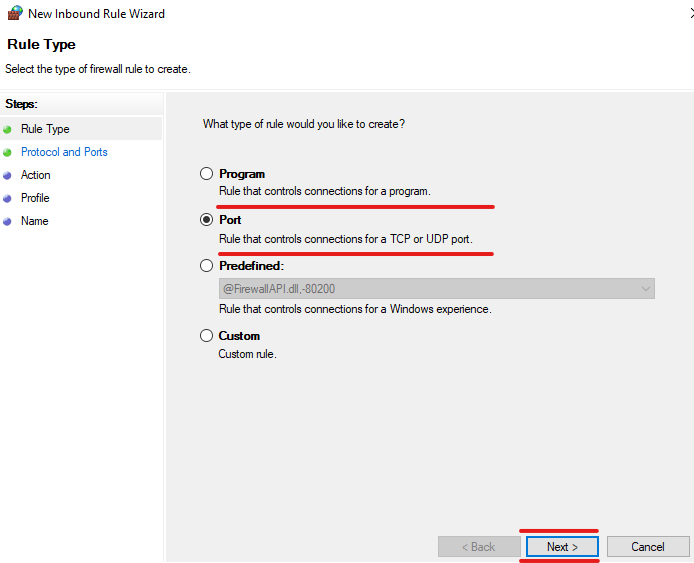 New Inbound Rule Wizard
Rule Type
Select the type of firewall rule to create.
Steps:
Rule Type
Protocol and Ports
Action
Profile
Name
What type of rule would you like to create?
Program
Rule that controls connections for a program.
Port
Rule that controls connections for a TCP or UDP port.
Predefined:
@FirewallAPI.dll,-80200
Rule that controls connections for a Windows experience.
Custom
Custom rule.
< Back
Next >
Cancel